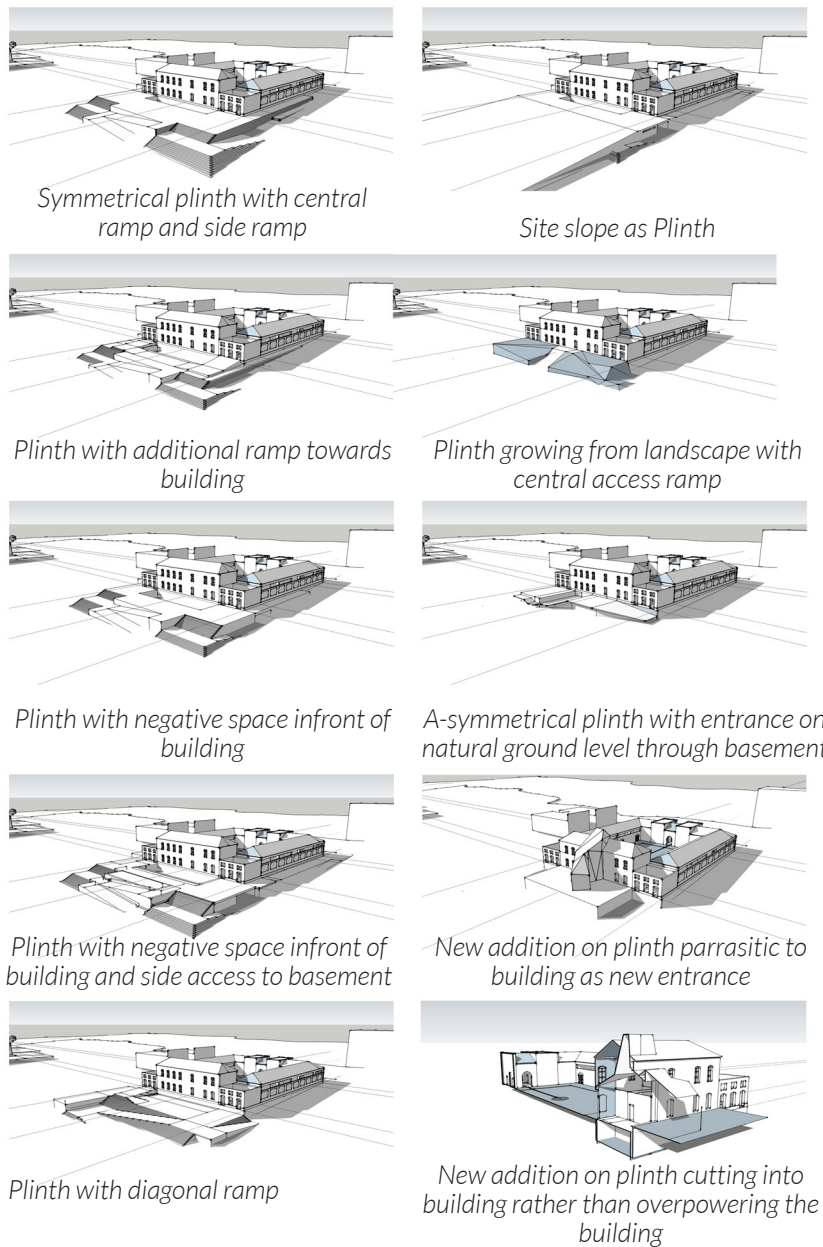 Symmetrical plinth with central
ramp and side ramp
Site slope as Plinth
Plinth with additional ramp towards
building
Plinth growing from landscape with
central access ramp
Plinth with negative space infront of
building
A-symmetrical plinth with entrance on
natural ground level through basement
Plinth with negative space infront of
building and side access to basement
New addition on plinth parrasitic to
building as new entrance
Plinth with diagonal ramp
New addition on plinth cutting into
building rather than overpowering the
building